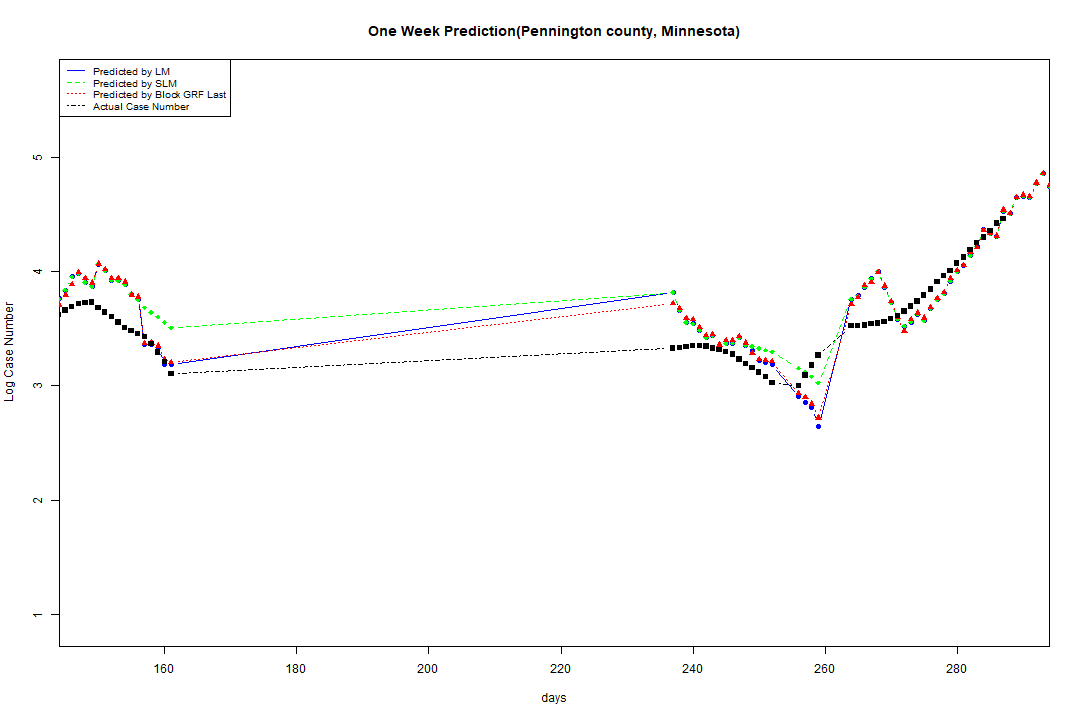 One Week Prediction(Pennington county, Minnesota)
Predicted by LM
Predicted by SLM
Predicted by Block GRF Last
Actual Case Number
Log Case Number
5
4
3
2
1
160 180 200 220 240 260 280
days